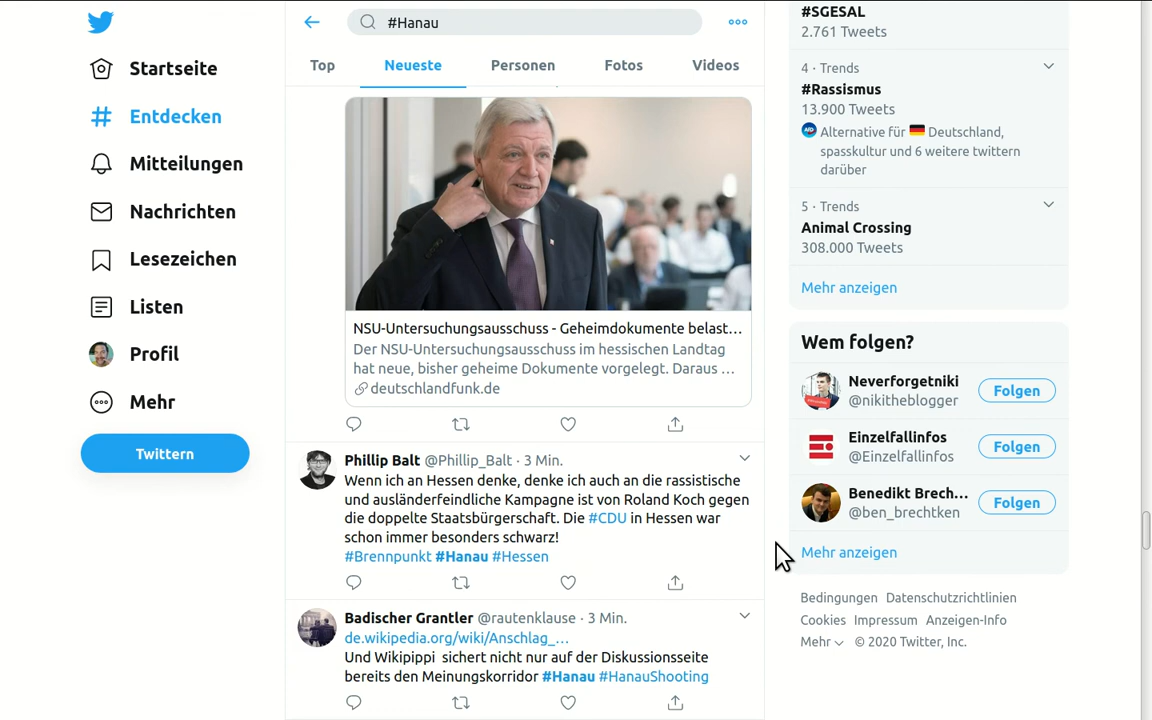 Startseite
Entdecken
Mitteilungen
Nachrichten
Lesezeichen
Listen
Profil
Mehr
Twittern
#Hanau
Top
Neueste
Personen
Fotos
Videos
NSU-Untersuchungsausschuss - Geheimdokumente belast…
Der NSU-Untersuchungsausschuss im hessischen Landtag
hat neue, bisher geheime Dokumente vorgelegt. Daraus …
deutschlandfunk.de
Phillip Balt @Phillip_Balt · 3 Min.
Wenn ich an Hessen denke, denke ich auch an die rassistische
und ausländerfeindliche Kampagne ist von Roland Koch gegen
die doppelte Staatsbürgerschaft. Die #CDU in Hessen war
schon immer besonders schwarz!
#Brennpunkt #Hanau #Hessen
Badischer Grantler @rautenklause · 3 Min.
de.wikipedia.org/wiki/Anschlag_…
Und Wikipippi sichert nicht nur auf der Diskussionsseite
bereits den Meinungskorridor #Hanau #HanauShooting
#SGESAL
2.761 Tweets
4 · Trends
#Rassismus
13.900 Tweets
AfD Alternative für Deutschland,
spasskultur und 6 weitere twittern
darüber
5 · Trends
Animal Crossing
308.000 Tweets
Mehr anzeigen
Wem folgen?
Neverforgetniki
@nikitheblogger
Folgen
Einzelfallinfos
@Einzelfallinfos
Folgen
Benedikt Brech…
@ben_brechtken
Folgen
Mehr anzeigen
Bedingungen Datenschutzrichtlinien
Cookies Impressum Anzeigen-Info
Mehr © 2020 Twitter, Inc.